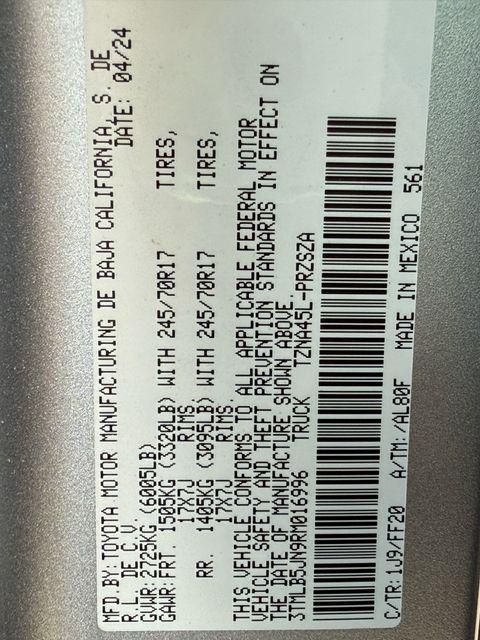 MFD.BY:TOYOTA MOTOR MANUFACTURING DE BAJA CALIFORNIA, S. DE
R.L. DE C.V. DATE: 04/24
GVWR:2725KG (6005LB)
GAWR:FRT. 1505KG (3320LB) WITH 245/70R17 TIRES,
17X7J RIMS.
RR. 1405KG (3095LB) WITH 245/70R17 TIRES,
17X7J RIMS.
THIS VEHICLE CONFORMS TO ALL APPLICABLE FEDERAL MOTOR
VEHICLE SAFETY AND THEFT PREVENTION STANDARDS IN EFFECT ON
THE DATE OF MANUFACTURE SHOWN ABOVE.
3TMLB5JN9RM016996 TRUCK TZNA45L-PRZSZA
C/TR:1J9/FF20 A/TM:/AL80F MADE IN MEXICO 561